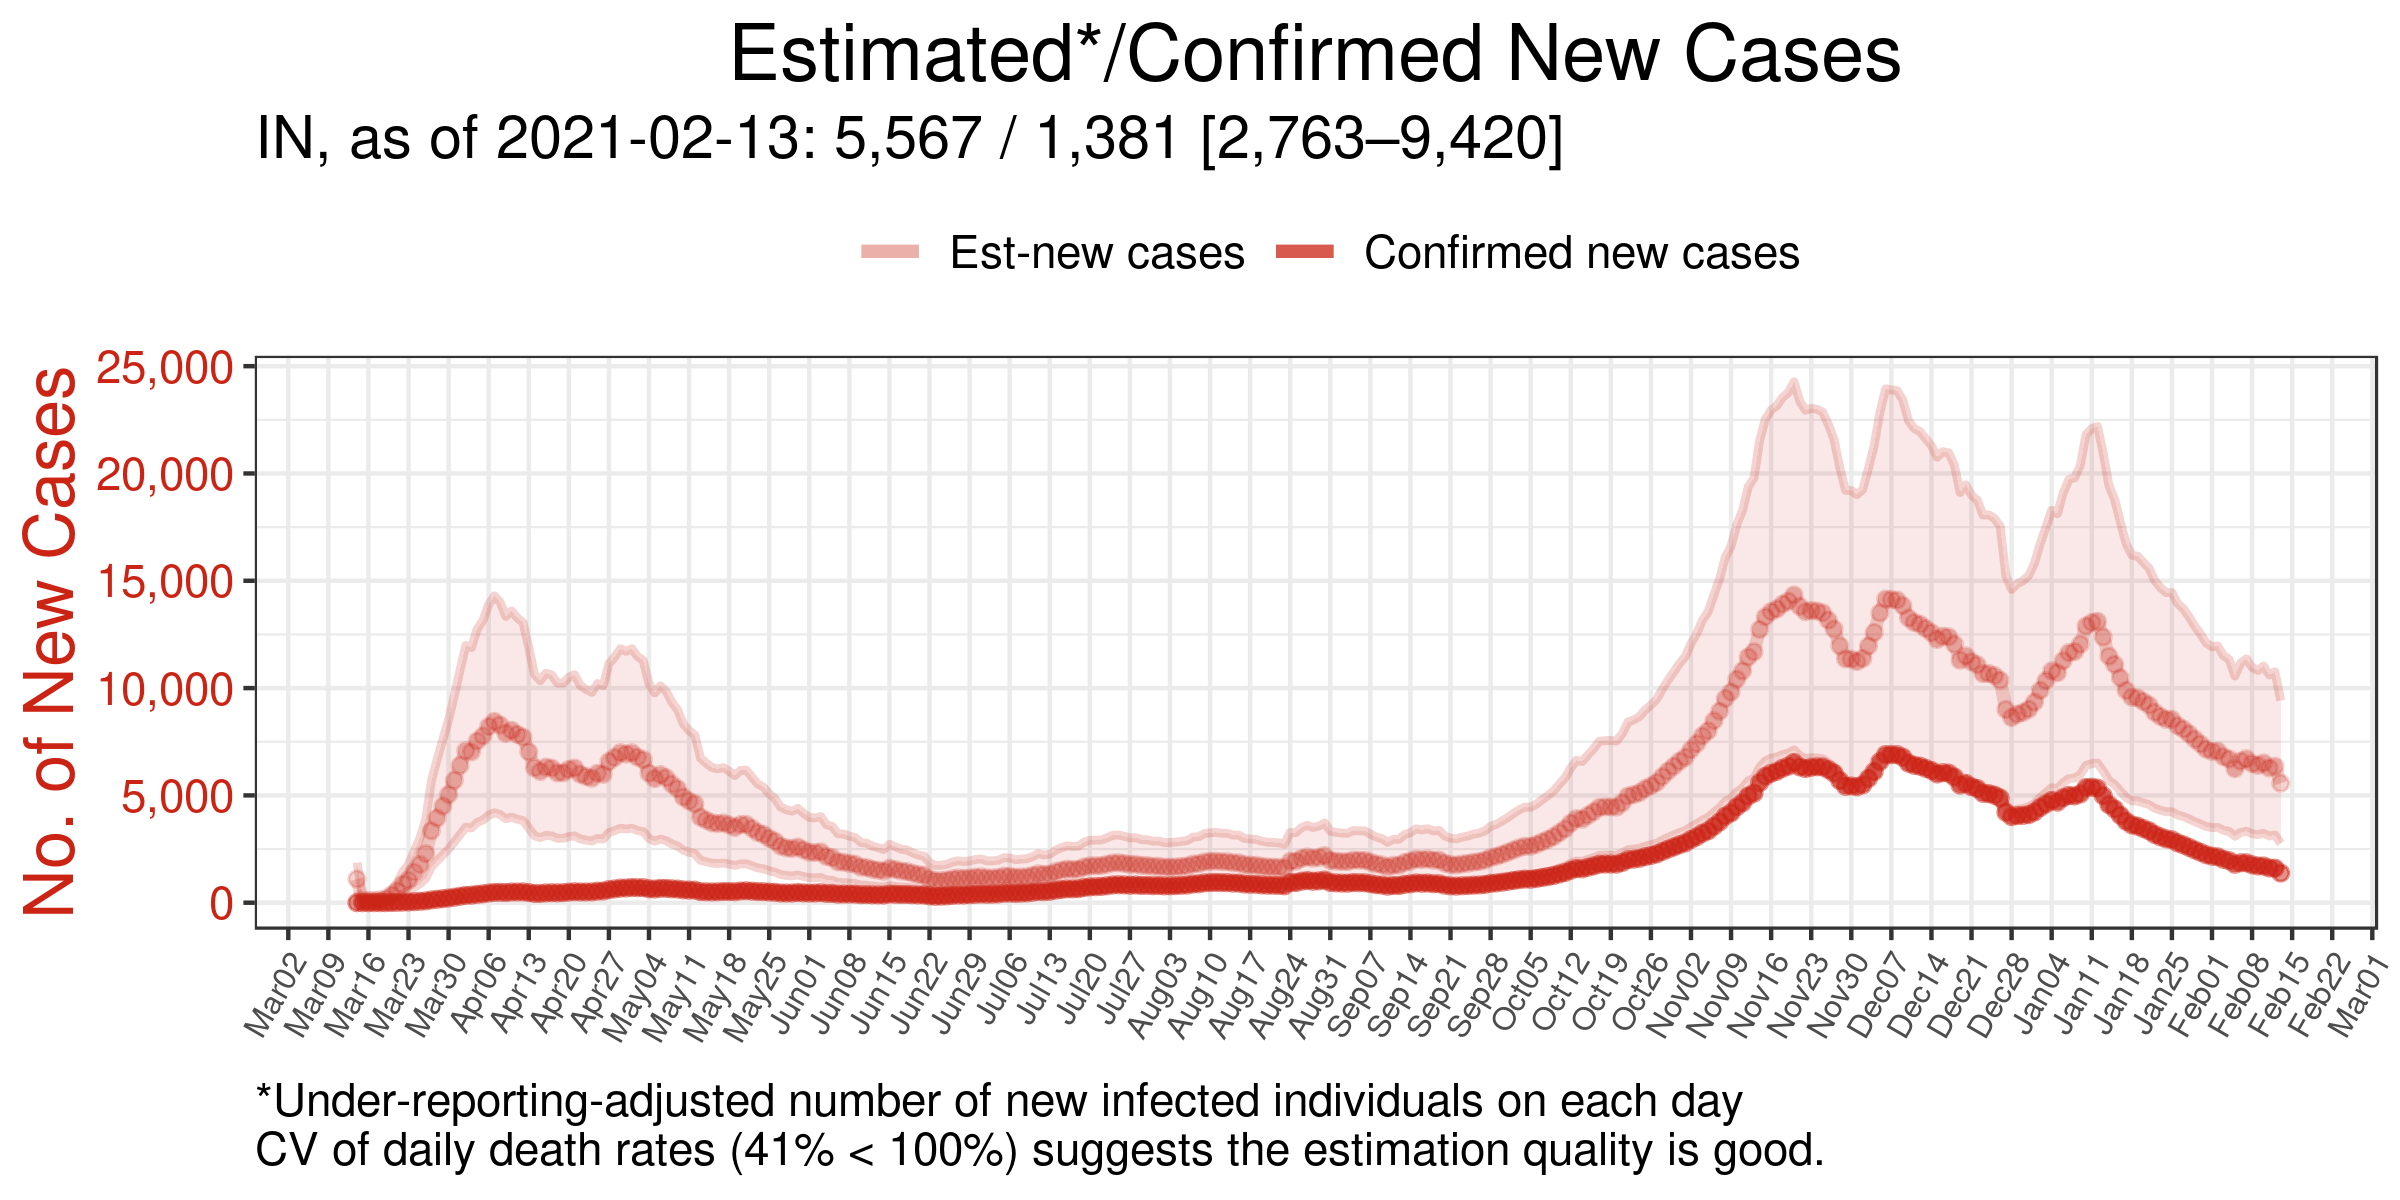 Estimated*/Confirmed New Cases
IN, as of 2021-02-13: 5,567 / 1,381 [2,763–9,420]
Est-new cases Confirmed new cases
No. of New Cases
25,000
20,000
15,000
10,000
5,000
0
Mar02 Mar09 Mar16 Mar23 Mar30 Apr06 Apr13 Apr20 Apr27 May04 May11 May18 May25 Jun01 Jun08 Jun15 Jun22 Jun29 Jul06 Jul13 Jul20 Jul27 Aug03 Aug10 Aug17 Aug24 Aug31 Sep07 Sep14 Sep21 Sep28 Oct05 Oct12 Oct19 Oct26 Nov02 Nov09 Nov16 Nov23 Nov30 Dec07 Dec14 Dec21 Dec28 Jan04 Jan11 Jan18 Jan25 Feb01 Feb08 Feb15 Feb22 Mar01
*Under-reporting-adjusted number of new infected individuals on each day
CV of daily death rates (41% < 100%) suggests the estimation quality is good.